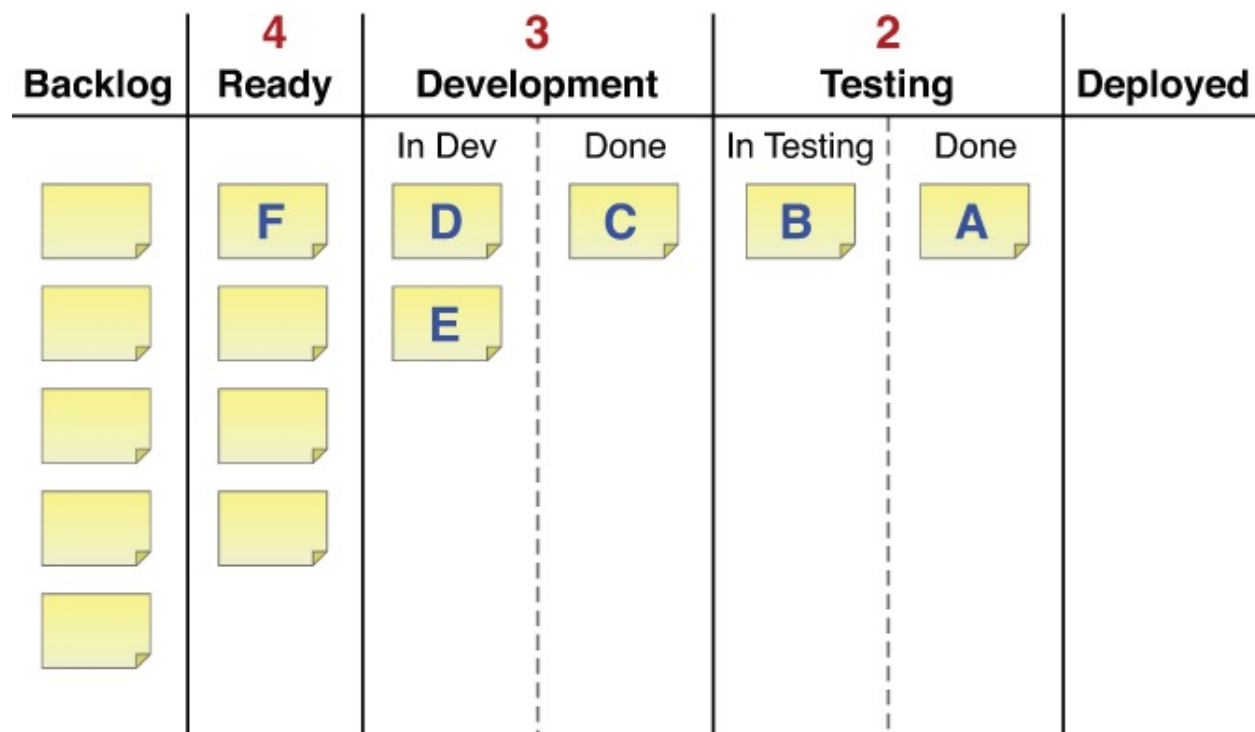 4 3 2
Backlog Ready Development Testing Deployed
In Dev Done In Testing Done
F D C B A
E